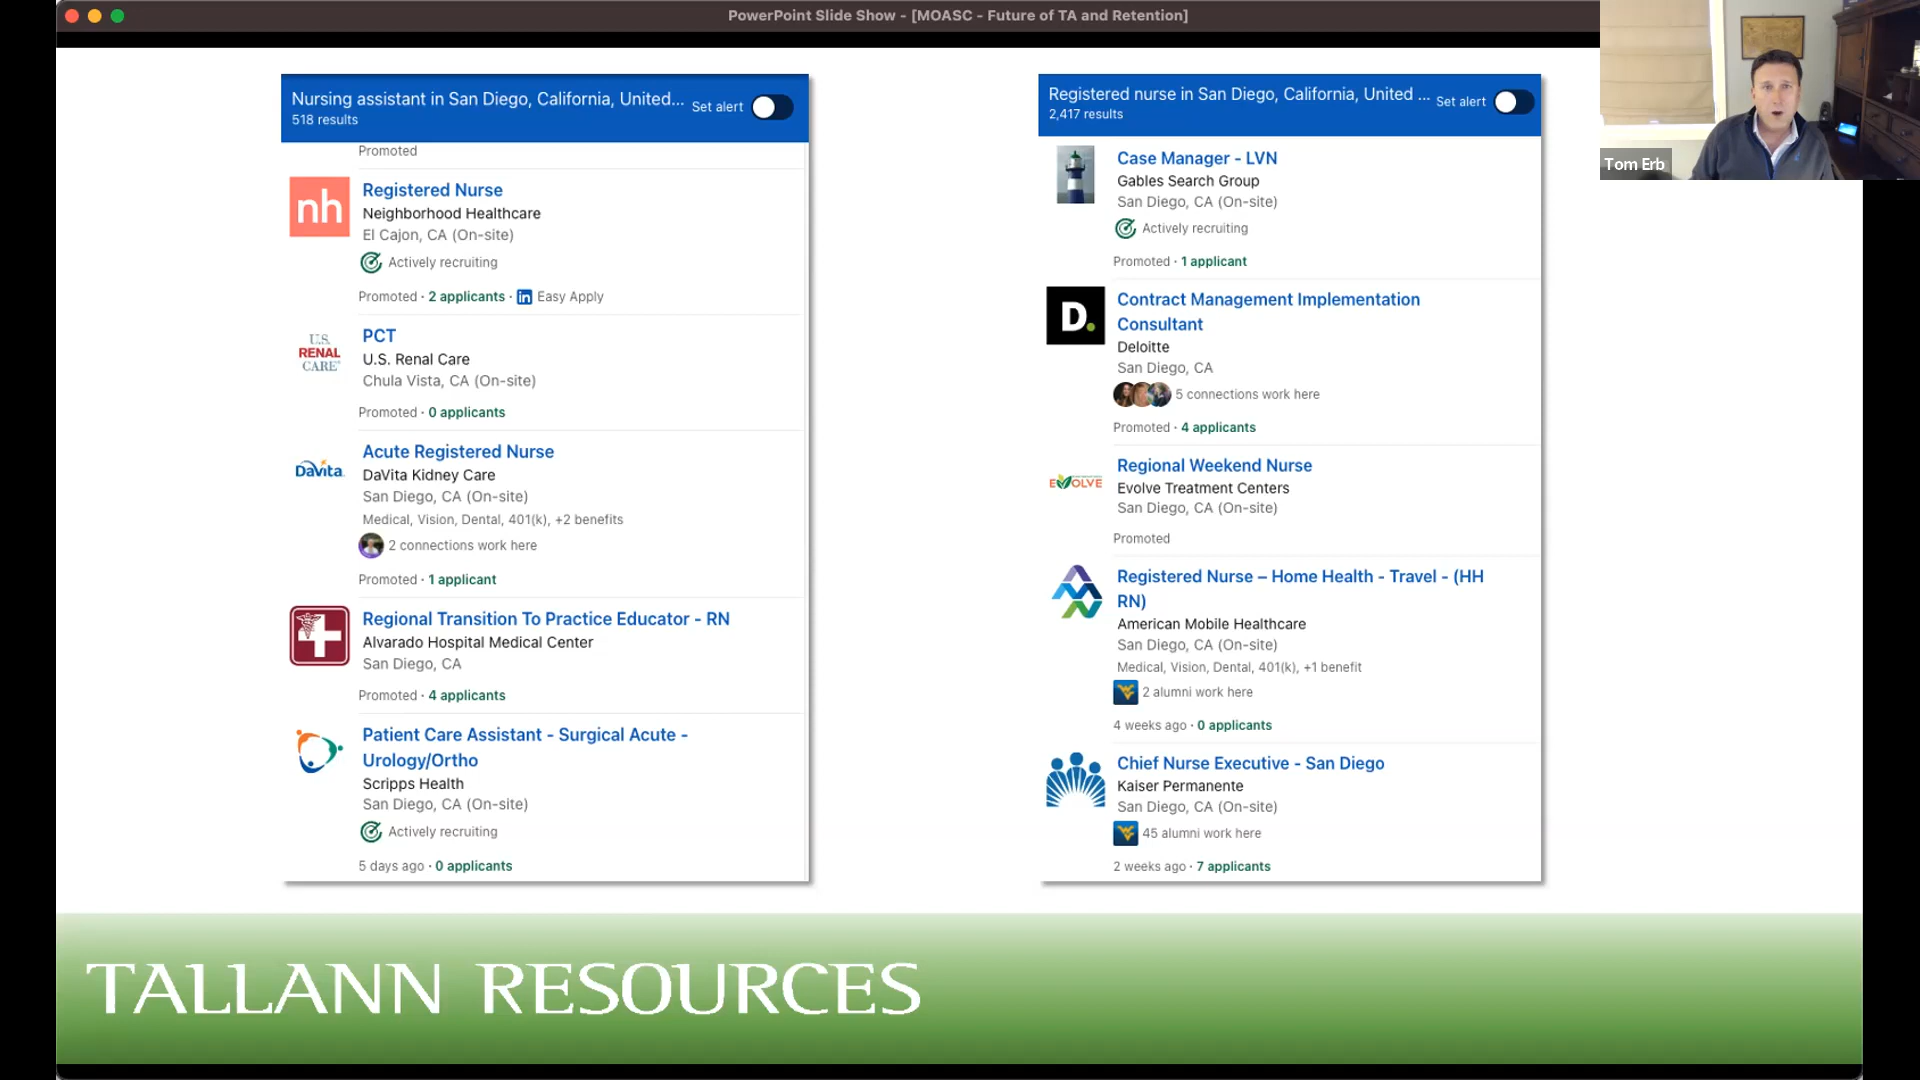 PowerPoint Slide Show - [MOASC - Future of TA and Retention]
Nursing assistant in San Diego, California, United...
518 results
Set alert
Promoted
nh
Registered Nurse
Neighborhood Healthcare
El Cajon, CA (On-site)
Actively recruiting
Promoted · 2 applicants · in Easy Apply
U.S.
RENAL
CARE
PCT
U.S. Renal Care
Chula Vista, CA (On-site)
Promoted · 0 applicants
DaVita
Acute Registered Nurse
DaVita Kidney Care
San Diego, CA (On-site)
Medical, Vision, Dental, 401(k), +2 benefits
2 connections work here
Promoted · 1 applicant
Regional Transition To Practice Educator - RN
Alvarado Hospital Medical Center
San Diego, CA
Promoted · 4 applicants
Patient Care Assistant - Surgical Acute -
Urology/Ortho
Scripps Health
San Diego, CA (On-site)
Actively recruiting
5 days ago · 0 applicants
Registered nurse in San Diego, California, United ...
2,417 results
Set alert
Case Manager - LVN
Gables Search Group
San Diego, CA (On-site)
Actively recruiting
Promoted · 1 applicant
D.
Contract Management Implementation
Consultant
Deloitte
San Diego, CA
5 connections work here
Promoted · 4 applicants
EVOLVE
Regional Weekend Nurse
Evolve Treatment Centers
San Diego, CA (On-site)
Promoted
Registered Nurse – Home Health - Travel - (HH
RN)
American Mobile Healthcare
San Diego, CA (On-site)
Medical, Vision, Dental, 401(k), +1 benefit
2 alumni work here
4 weeks ago · 0 applicants
Chief Nurse Executive - San Diego
Kaiser Permanente
San Diego, CA (On-site)
45 alumni work here
2 weeks ago · 7 applicants
Tom Erb
TALLANN RESOURCES